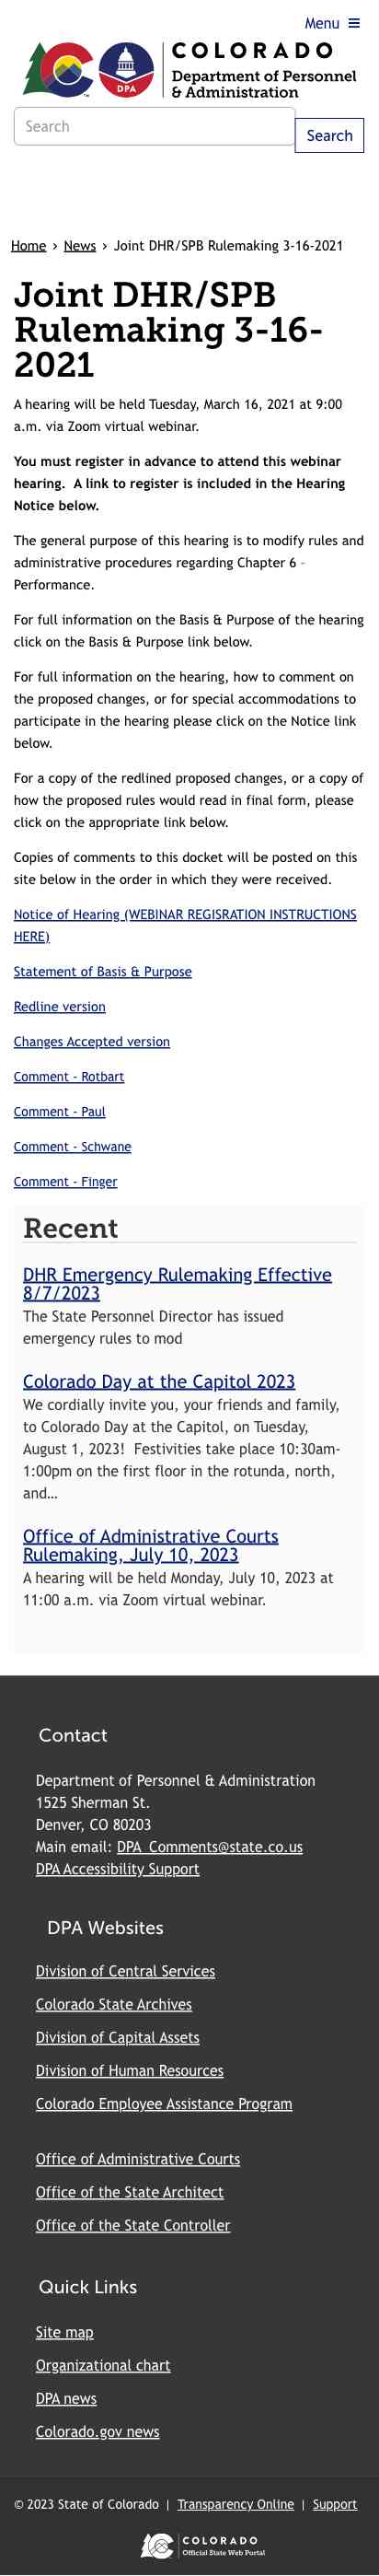 Menu ≡
COLORADO
Department of Personnel
& Administration
DPA
Search
Search
Home › News › Joint DHR/SPB Rulemaking 3-16-2021
Joint DHR/SPB
Rulemaking 3-16-
2021
A hearing will be held Tuesday, March 16, 2021 at 9:00
a.m. via Zoom virtual webinar.
You must register in advance to attend this webinar
hearing.  A link to register is included in the Hearing
Notice below.
The general purpose of this hearing is to modify rules and
administrative procedures regarding Chapter 6 –
Performance.
For full information on the Basis & Purpose of the hearing
click on the Basis & Purpose link below.
For full information on the hearing, how to comment on
the proposed changes, or for special accommodations to
participate in the hearing please click on the Notice link
below.
For a copy of the redlined proposed changes, or a copy of
how the proposed rules would read in final form, please
click on the appropriate link below.
Copies of comments to this docket will be posted on this
site below in the order in which they were received.
Notice of Hearing (WEBINAR REGISRATION INSTRUCTIONS
HERE)
Statement of Basis & Purpose
Redline version
Changes Accepted version
Comment - Rotbart
Comment - Paul
Comment - Schwane
Comment - Finger
Recent
DHR Emergency Rulemaking Effective
8/7/2023
The State Personnel Director has issued
emergency rules to mod
Colorado Day at the Capitol 2023
We cordially invite you, your friends and family,
to Colorado Day at the Capitol, on Tuesday,
August 1, 2023!  Festivities take place 10:30am-
1:00pm on the first floor in the rotunda, north,
and...
Office of Administrative Courts
Rulemaking, July 10, 2023
A hearing will be held Monday, July 10, 2023 at
11:00 a.m. via Zoom virtual webinar.
Contact
Department of Personnel & Administration
1525 Sherman St.
Denver, CO 80203
Main email: DPA_Comments@state.co.us
DPA Accessibility Support
DPA Websites
Division of Central Services
Colorado State Archives
Division of Capital Assets
Division of Human Resources
Colorado Employee Assistance Program
Office of Administrative Courts
Office of the State Architect
Office of the State Controller
Quick Links
Site map
Organizational chart
DPA news
Colorado.gov news
© 2023 State of Colorado | Transparency Online | Support
COLORADO
Official State Web Portal